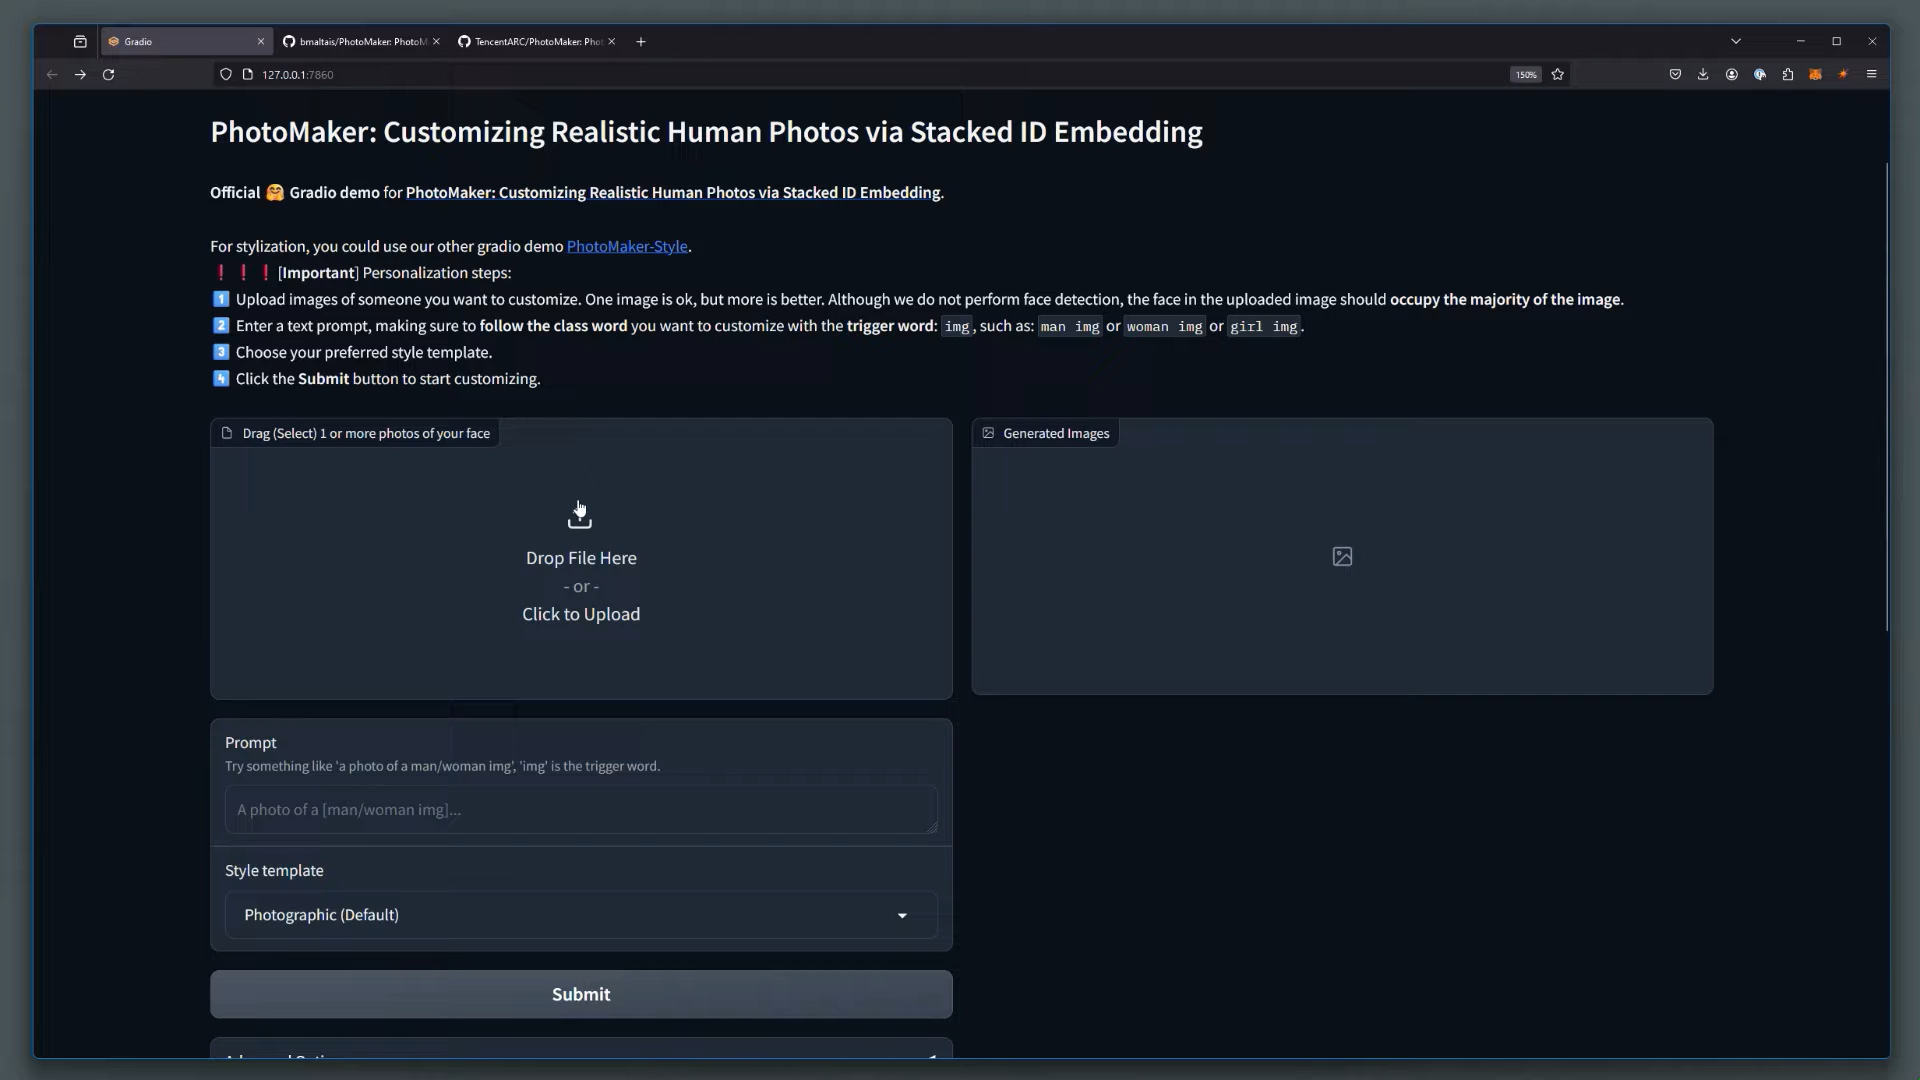 Gradio
bmaltais/PhotoMaker: PhotoM
TencentARC/PhotoMaker: Phot
127.0.0.1:7860
150%
PhotoMaker: Customizing Realistic Human Photos via Stacked ID Embedding
Official 🤗 Gradio demo for PhotoMaker: Customizing Realistic Human Photos via Stacked ID Embedding.
For stylization, you could use our other gradio demo PhotoMaker-Style.
❗❗❗[Important] Personalization steps:
1️⃣ Upload images of someone you want to customize. One image is ok, but more is better. Although we do not perform face detection, the face in the uploaded image should occupy the majority of the image.
2️⃣ Enter a text prompt, making sure to follow the class word you want to customize with the trigger word: img, such as: man img or woman img or girl img.
3️⃣ Choose your preferred style template.
4️⃣ Click the Submit button to start customizing.
Drag (Select) 1 or more photos of your face
Generated Images
Drop File Here
- or -
Click to Upload
Prompt
Try something like 'a photo of a man/woman img', 'img' is the trigger word.
A photo of a [man/woman img]...
Style template
Photographic (Default)
Submit